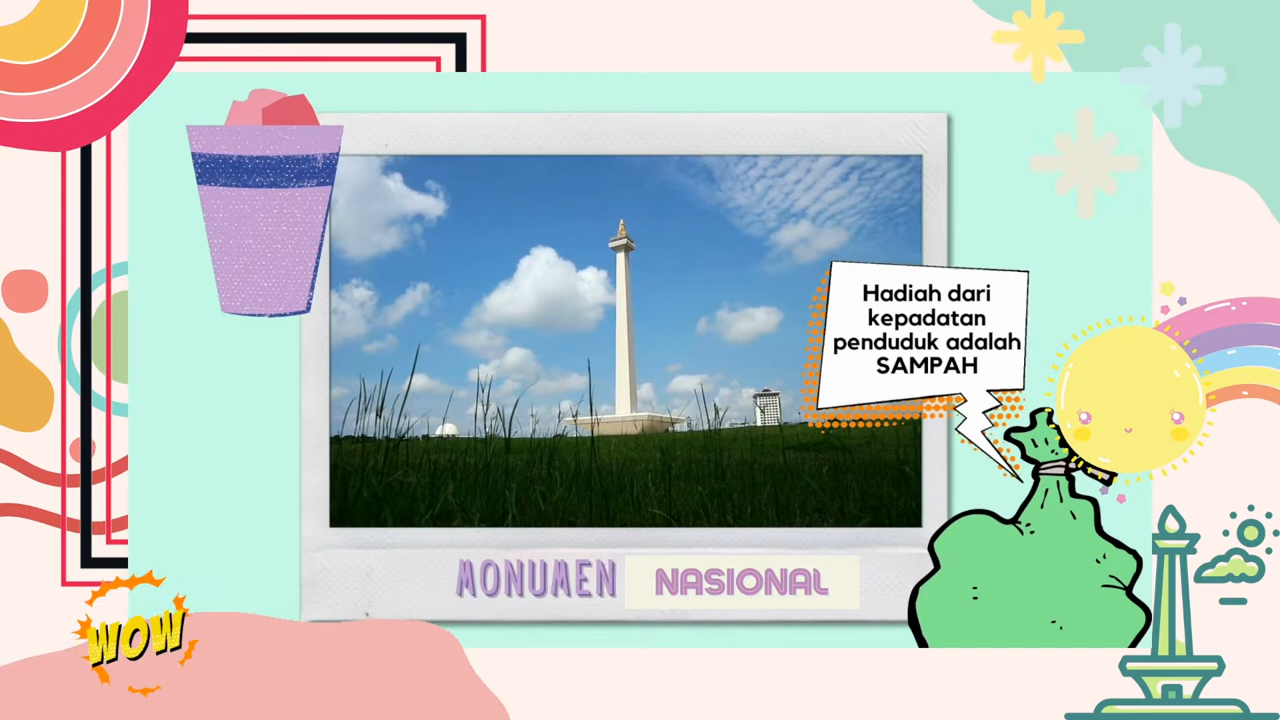 Hadiah dari
kepadatan
penduduk adalah
SAMPAH
MONUMEN NASIONAL
WOW